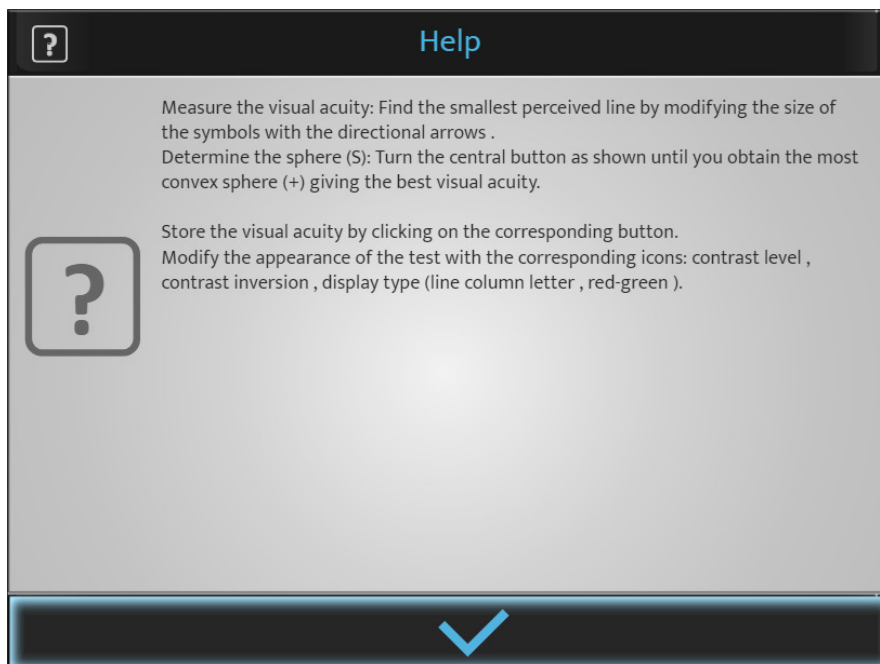 ?
Help
Measure the visual acuity: Find the smallest perceived line by modifying the size of
the symbols with the directional arrows .
Determine the sphere (S): Turn the central button as shown until you obtain the most
convex sphere (+) giving the best visual acuity.
Store the visual acuity by clicking on the corresponding button.
Modify the appearance of the test with the corresponding icons: contrast level ,
contrast inversion , display type (line column letter , red-green ).
?